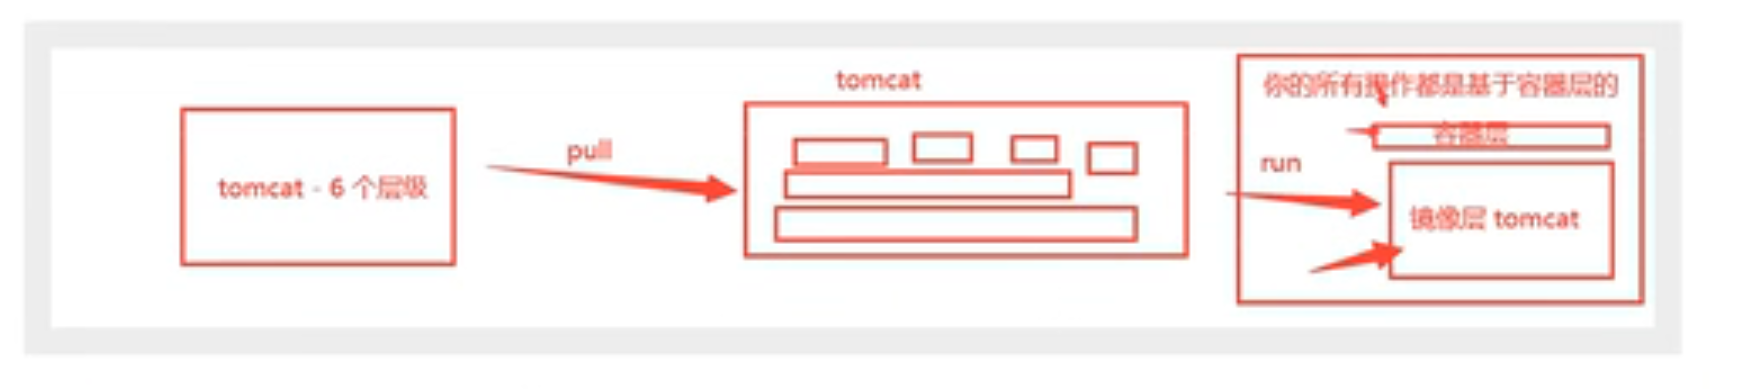 tomcat - 6 个层级
pull
tomcat
run
你的所有操作都是基于容器层的
容器层
镜像层 tomcat